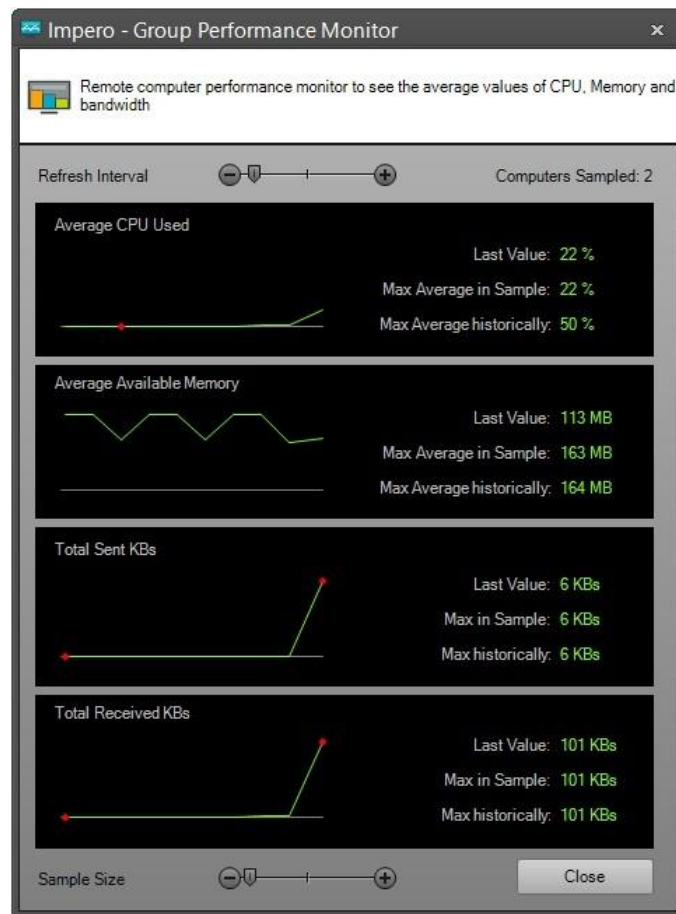 Impero - Group Performance Monitor
Remote computer performance monitor to see the average values of CPU, Memory and
bandwidth
Refresh Interval
Computers Sampled: 2
Average CPU Used
Last Value: 22 %
Max Average in Sample: 22 %
Max Average historically: 50 %
Average Available Memory
Last Value: 113 MB
Max Average in Sample: 163 MB
Max Average historically: 164 MB
Total Sent KBs
Last Value: 6 KBs
Max in Sample: 6 KBs
Max historically: 6 KBs
Total Received KBs
Last Value: 101 KBs
Max in Sample: 101 KBs
Max historically: 101 KBs
Sample Size
Close